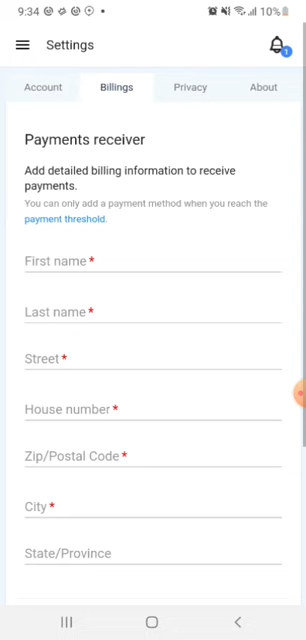 9:34
10%
Settings
1
Account
Billings
Privacy
About
Payments receiver
Add detailed billing information to receive
payments.
You can only add a payment method when you reach the
payment threshold.
First name *
Last name *
Street *
House number *
Zip/Postal Code *
City *
State/Province